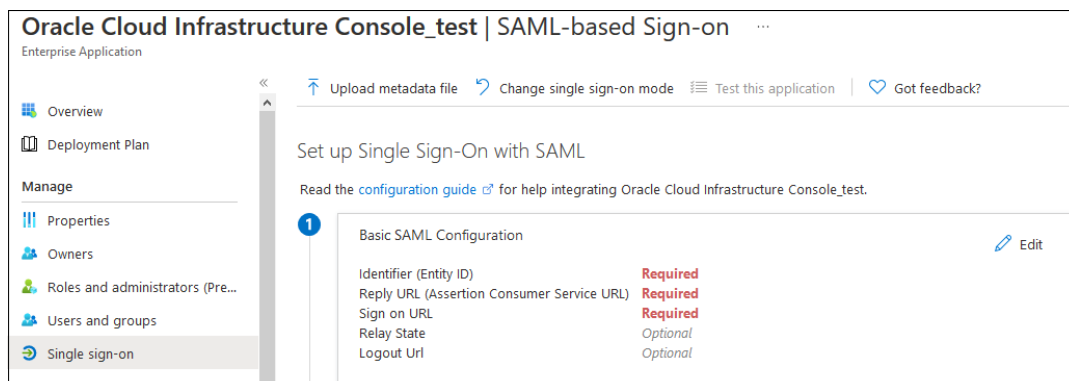 Oracle Cloud Infrastructure Console_test | SAML-based Sign-on ...
Enterprise Application
«
Upload metadata file Change single sign-on mode Test this application Got feedback?
Overview
Deployment Plan
Manage
Properties
Owners
Roles and administrators (Pre...
Users and groups
Single sign-on
Set up Single Sign-On with SAML
Read the configuration guide for help integrating Oracle Cloud Infrastructure Console_test.
1
Basic SAML Configuration
Edit
Identifier (Entity ID) Required
Reply URL (Assertion Consumer Service URL) Required
Sign on URL Required
Relay State Optional
Logout Url Optional